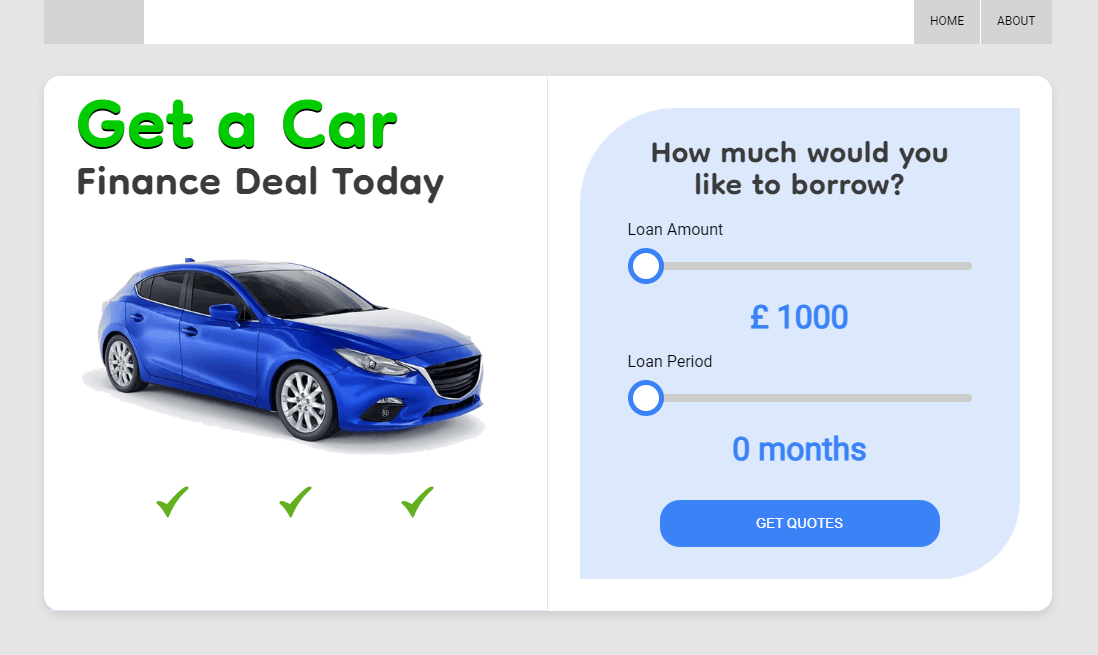 HOME
ABOUT
Get a Car
Finance Deal Today
How much would you
like to borrow?
Loan Amount
£ 1000
Loan Period
0 months
GET QUOTES